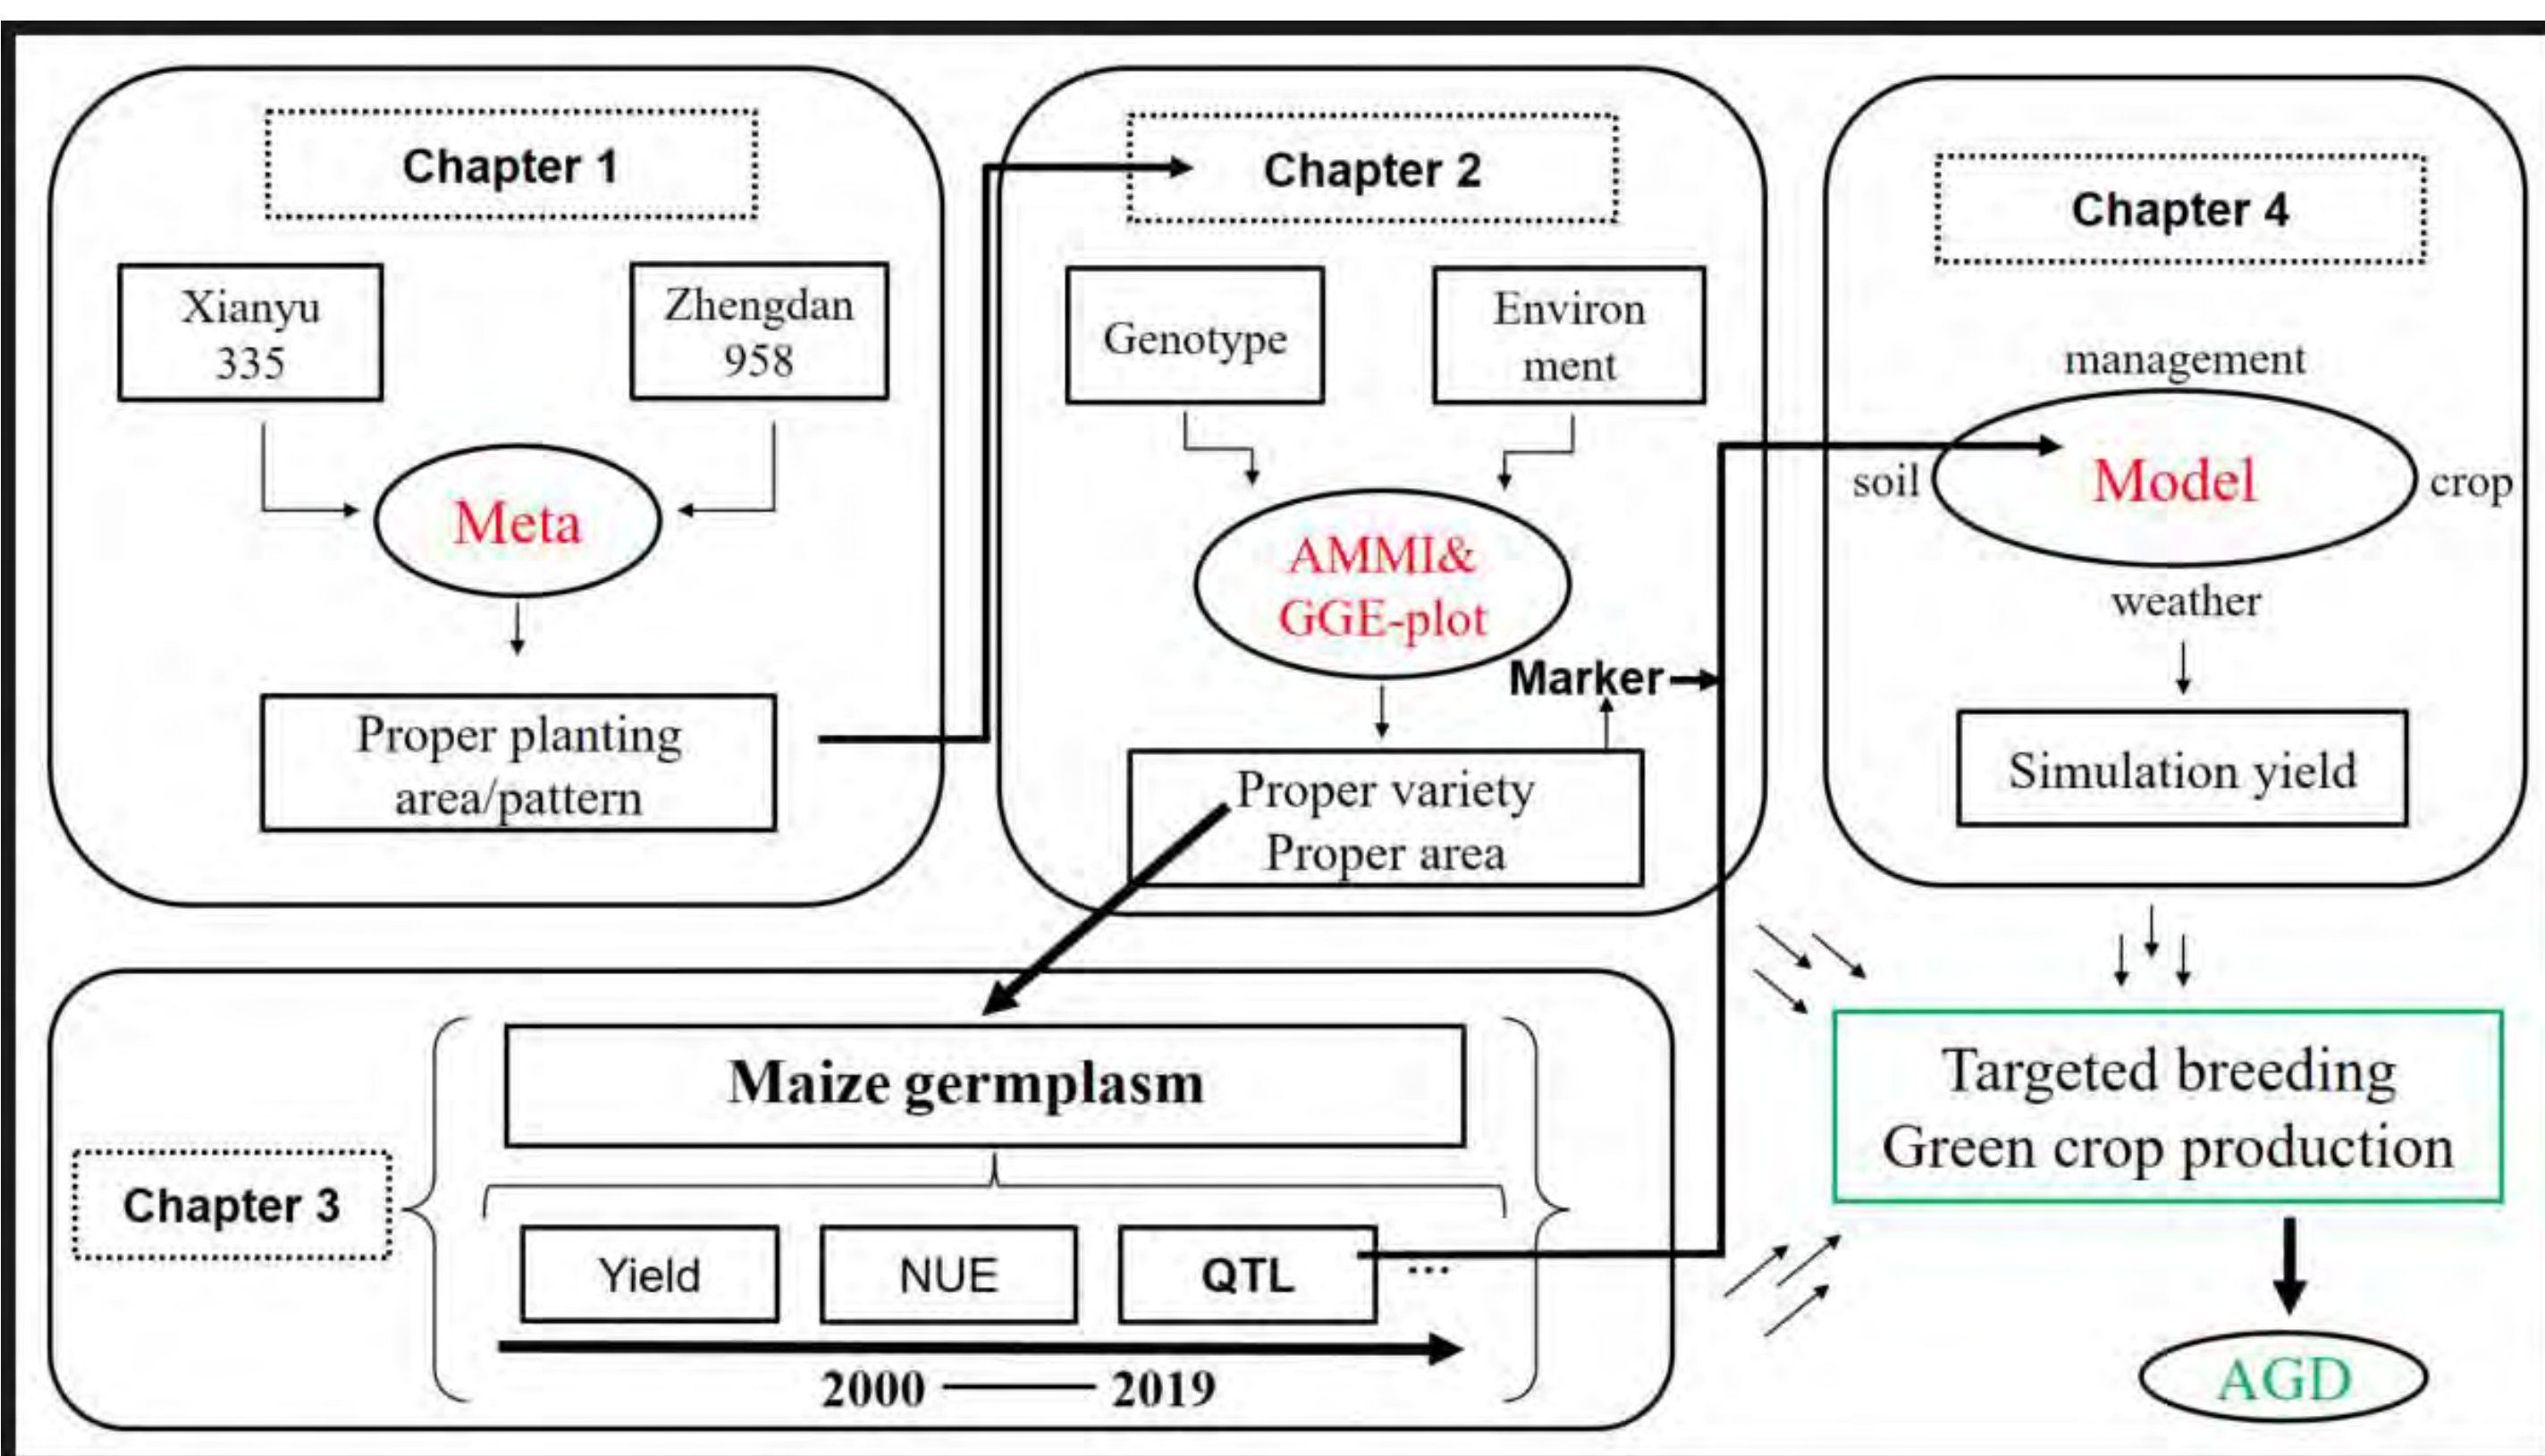 Chapter 1
Xianyu
335
Zhengdan
958
Meta
Proper planting
area/pattern
Chapter 2
Genotype
Environ
ment
AMMI&
GGE-plot
Marker
Proper variety
Proper area
Chapter 4
management
soil
Model
crop
weather
Simulation yield
Chapter 3
Maize germplasm
Yield
NUE
QTL
...
2000 —— 2019
Targeted breeding
Green crop production
AGD